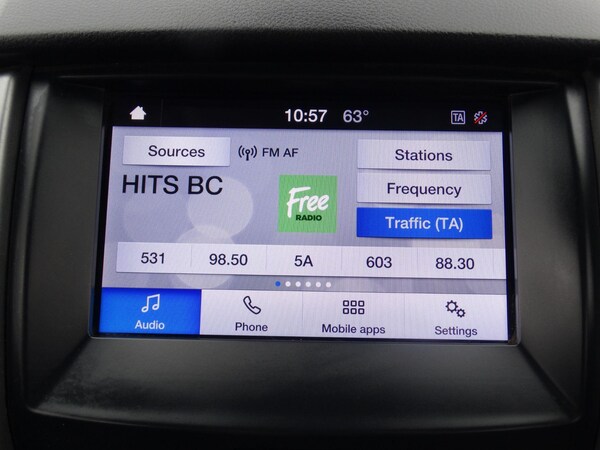 10:57 63° TA
Sources FM AF Stations
HITS BC
Free
RADIO
Frequency
Traffic (TA)
531 98.50 5A 603 88.30
Audio Phone Mobile apps Settings